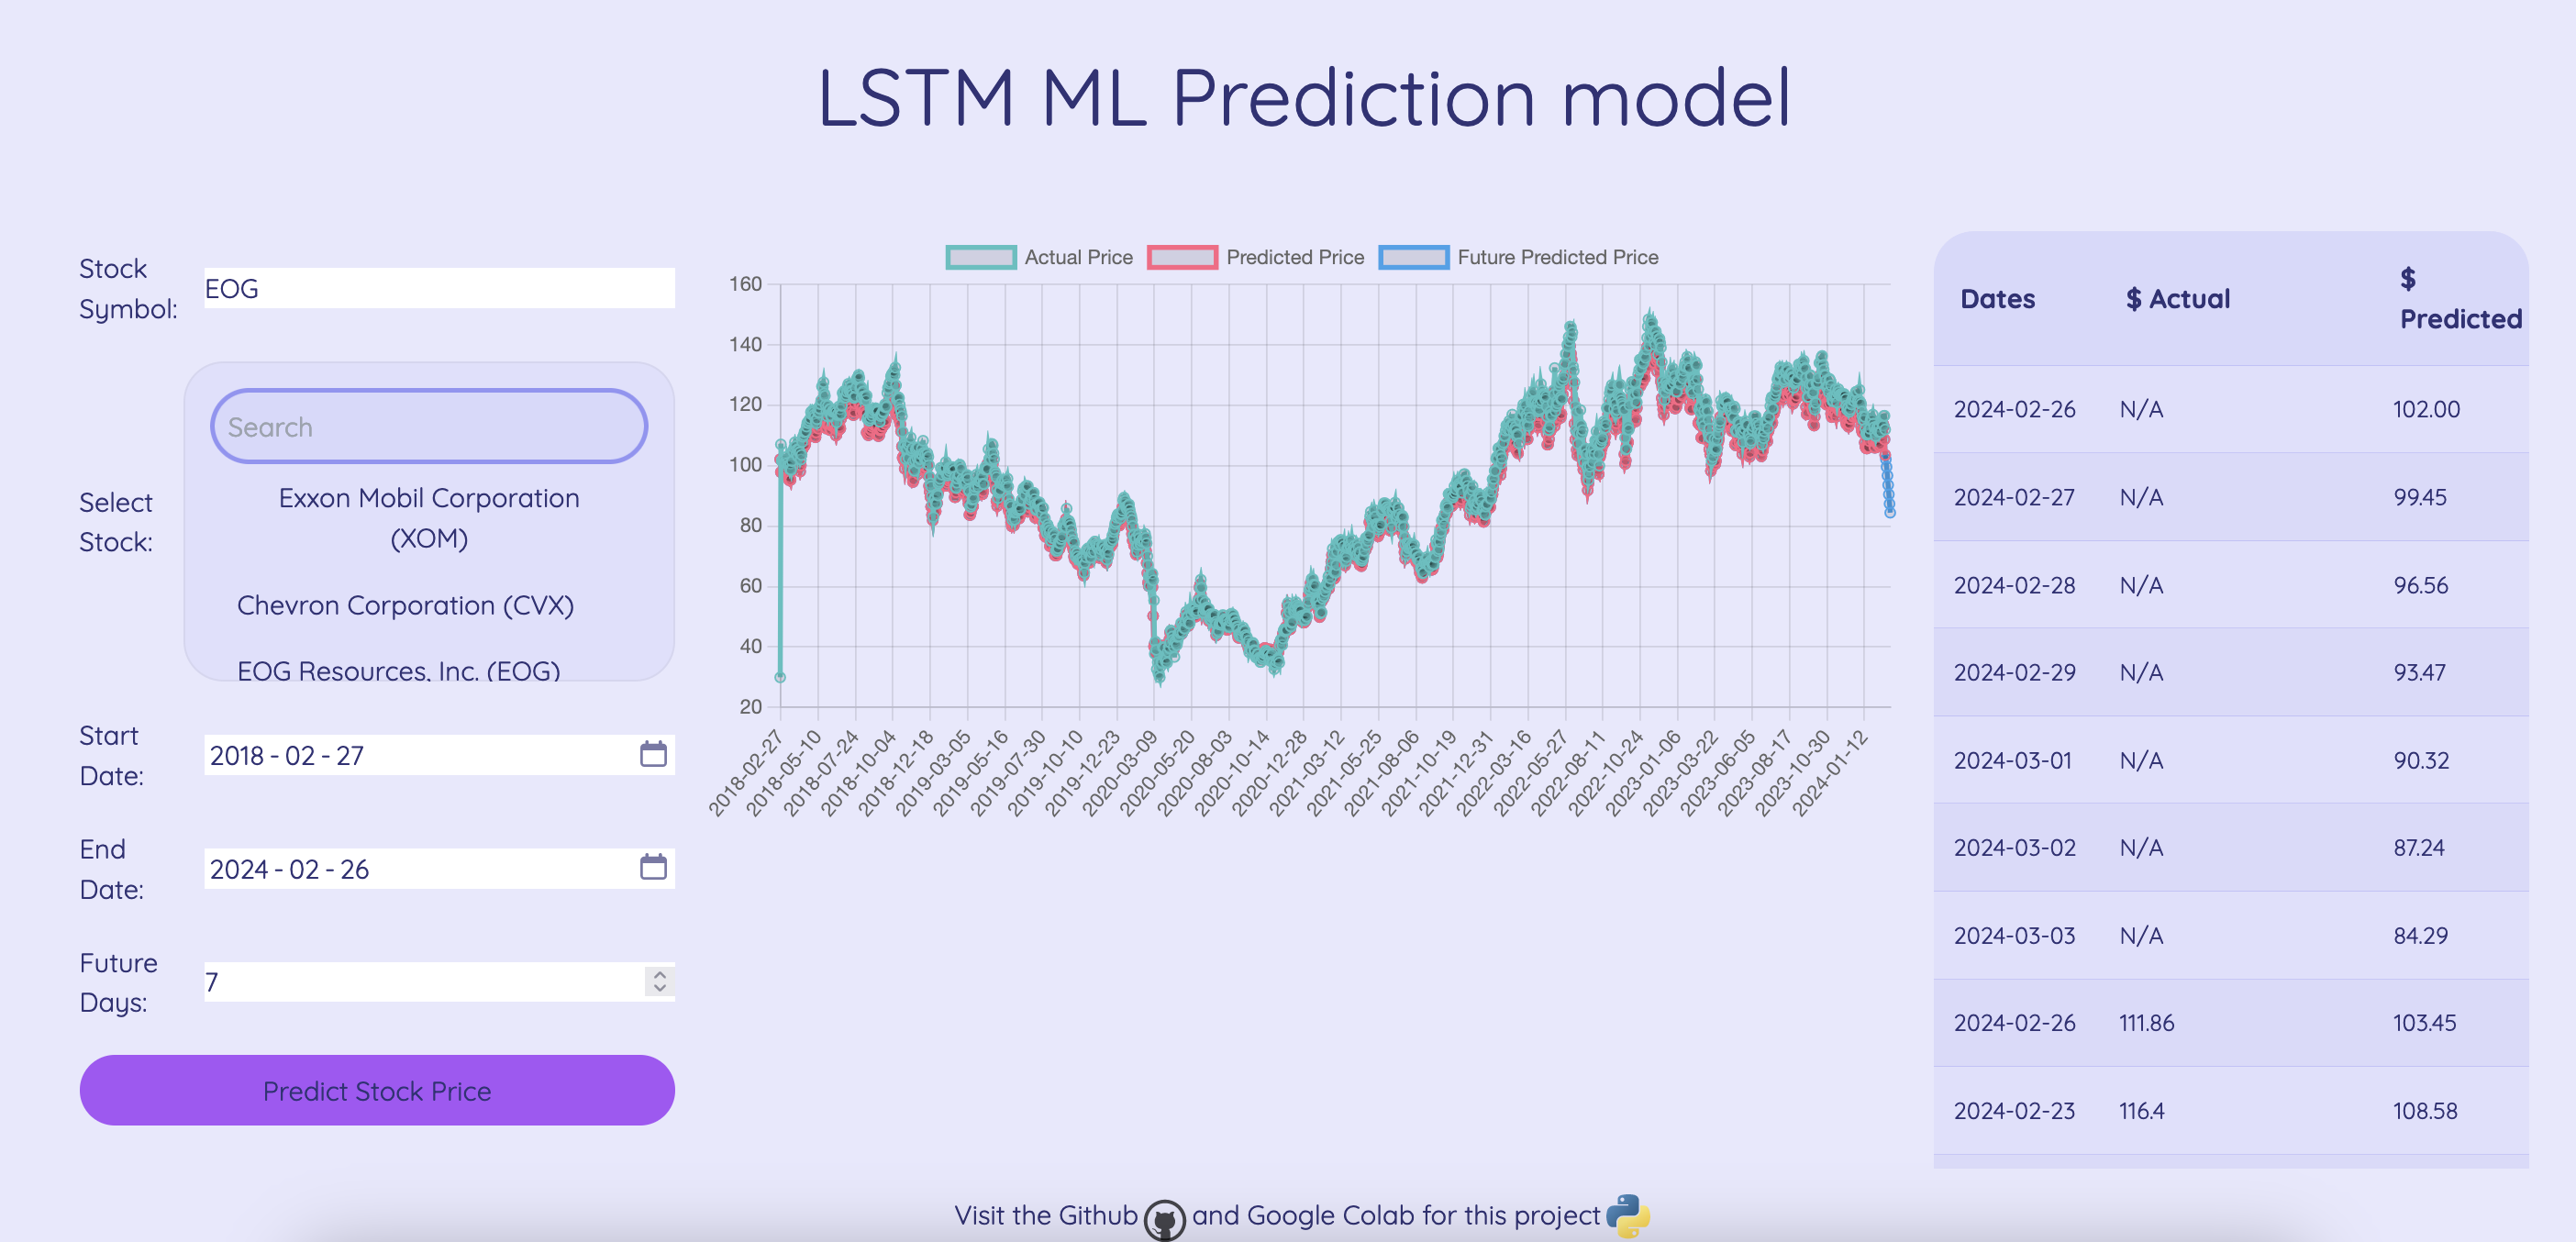 LSTM ML Prediction model
Stock
Symbol:
EOG
Select
Stock:
Search
Exxon Mobil Corporation
(XOM)
Chevron Corporation (CVX)
EOG Resources, Inc. (EOG)
Start
Date:
2018 - 02 - 27
End
Date:
2024 - 02 - 26
Future
Days:
7
Predict Stock Price
Actual Price
Predicted Price
Future Predicted Price
160
140
120
100
80
60
40
20
2018-02-27
2018-05-10
2018-07-24
2018-10-04
2018-12-18
2019-03-05
2019-05-16
2019-07-30
2019-10-10
2019-12-23
2020-03-09
2020-05-20
2020-08-03
2020-10-14
2020-12-28
2021-03-12
2021-05-25
2021-08-06
2021-10-19
2021-12-31
2022-03-16
2022-05-27
2022-08-11
2022-10-24
2023-01-06
2023-03-22
2023-06-05
2023-08-17
2023-10-30
2024-01-12
Dates $ Actual $ Predicted
2024-02-26 N/A 102.00
2024-02-27 N/A 99.45
2024-02-28 N/A 96.56
2024-02-29 N/A 93.47
2024-03-01 N/A 90.32
2024-03-02 N/A 87.24
2024-03-03 N/A 84.29
2024-02-26 111.86 103.45
2024-02-23 116.4 108.58
Visit the Github and Google Colab for this project